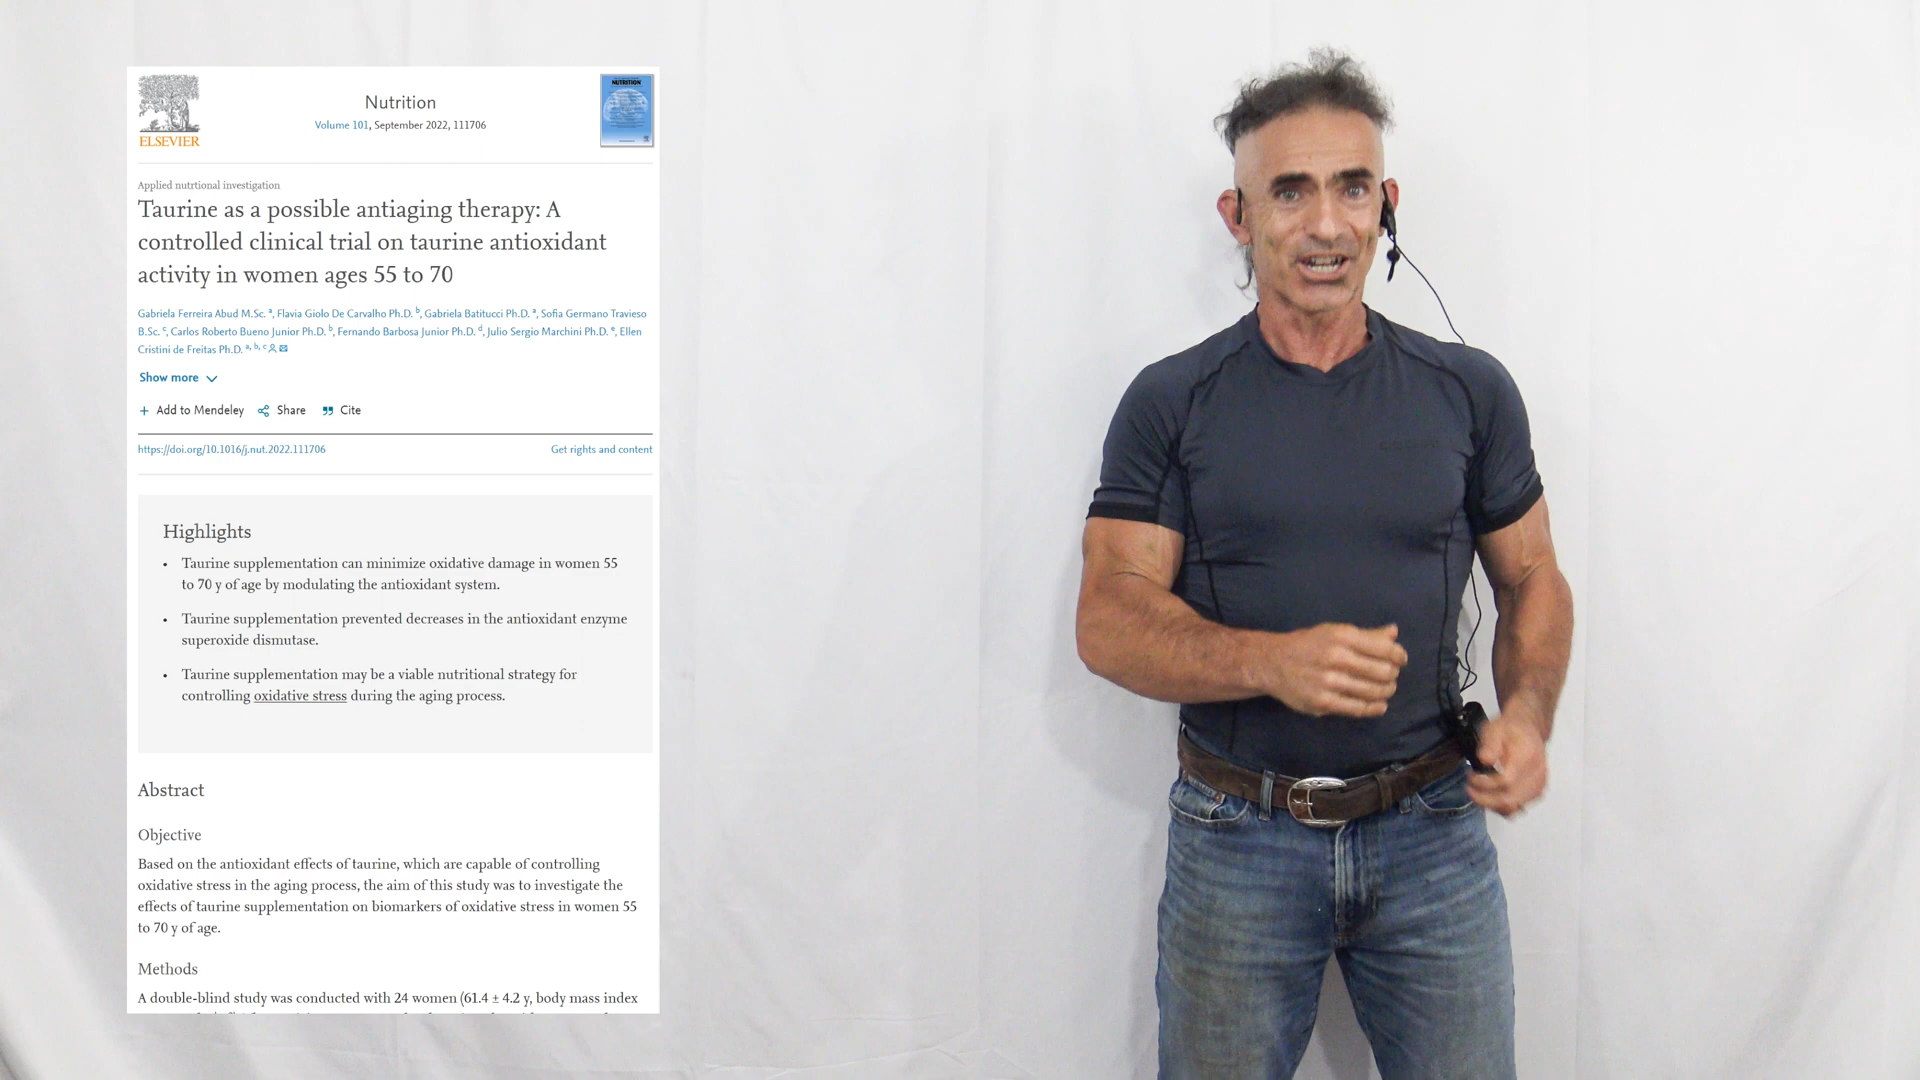 Nutrition
Volume 101, September 2022, 111706
NUTRITION
ELSEVIER
Applied nutrtional investigation
Taurine as a possible antiaging therapy: A
controlled clinical trial on taurine antioxidant
activity in women ages 55 to 70
Gabriela Ferreira Abud M.Sc. a, Flavia Giolo De Carvalho Ph.D. b, Gabriela Batitucci Ph.D. a, Sofia Germano Travieso
B.Sc. c, Carlos Roberto Bueno Junior Ph.D. b, Fernando Barbosa Junior Ph.D. d, Julio Sergio Marchini Ph.D. e, Ellen
Cristini de Freitas Ph.D. a, b, c
Show more
+ Add to Mendeley Share Cite
https://doi.org/10.1016/j.nut.2022.111706 Get rights and content
Highlights
• Taurine supplementation can minimize oxidative damage in women 55
to 70 y of age by modulating the antioxidant system.
• Taurine supplementation prevented decreases in the antioxidant enzyme
superoxide dismutase.
• Taurine supplementation may be a viable nutritional strategy for
controlling oxidative stress during the aging process.
Abstract
Objective
Based on the antioxidant effects of taurine, which are capable of controlling
oxidative stress in the aging process, the aim of this study was to investigate the
effects of taurine supplementation on biomarkers of oxidative stress in women 55
to 70 y of age.
Methods
A double-blind study was conducted with 24 women (61.4 ± 4.2 y, body mass index